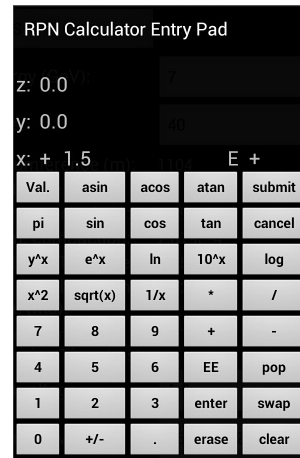 RPN Calculator Entry Pad
z: 0.0
y: 0.0
x: + 1.5 E +
Val. asin acos atan submit
pi sin cos tan cancel
y^x e^x ln 10^x log
x^2 sqrt(x) 1/x * /
7 8 9 + -
4 5 6 EE pop
1 2 3 enter swap
0 +/- . erase clear